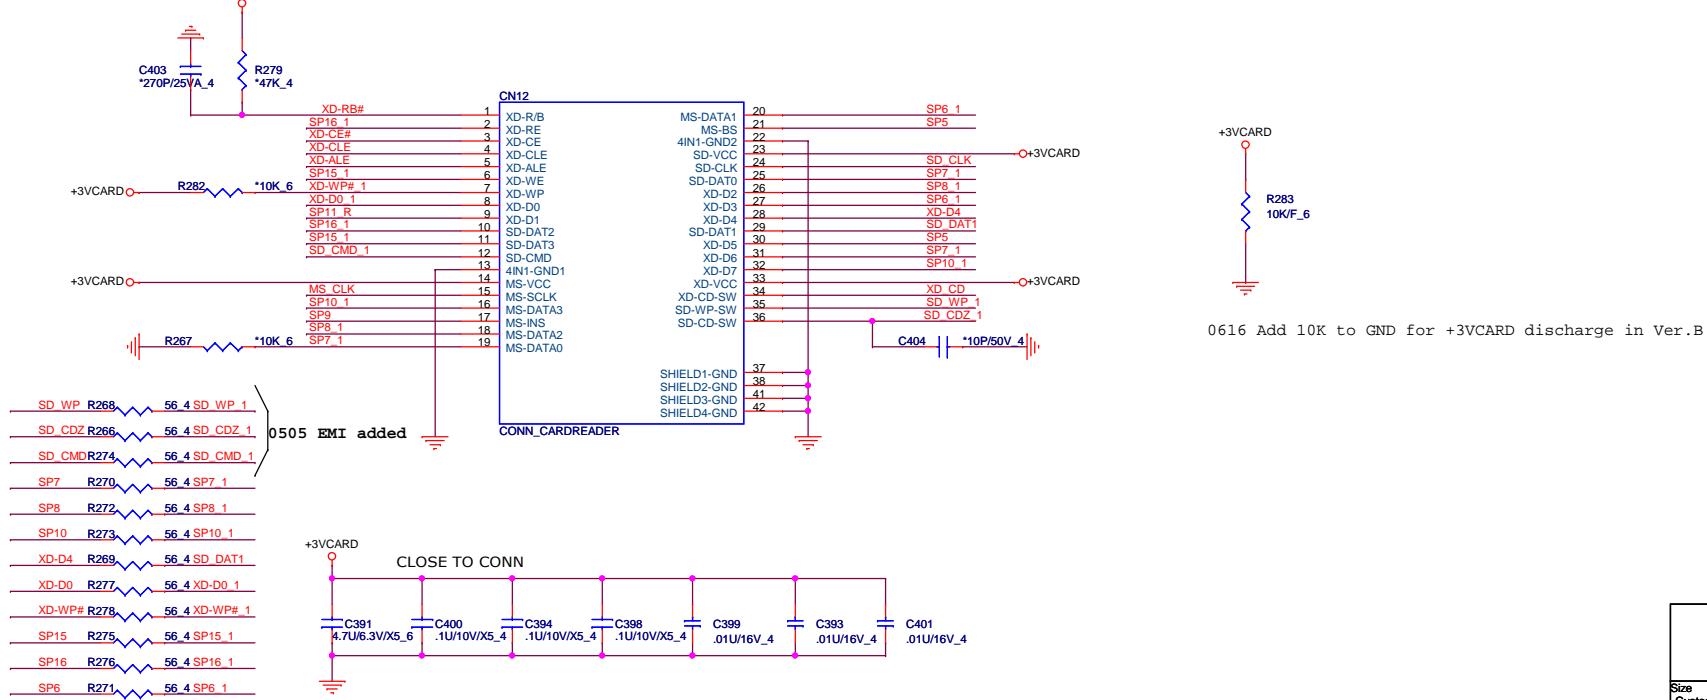 C403
*270P/25VA_4
R279
*47K_4
CN12
XD-RB#
SP16_1
XD-CE#
XD-CLE
XD-ALE
SP15_1
XD-WP#_1
XD-D0_1
SP11_R
SP16_1
SP15_1
SD_CMD_1
MS_CLK
SP10_1
SP9
SP8_1
SP7_1
+3VCARD
R282
*10K_6
+3VCARD
R267
*10K_6
1 XD-R/B
2 XD-RE
3 XD-CE
4 XD-CLE
5 XD-ALE
6 XD-WE
7 XD-WP
8 XD-D0
9 XD-D1
10 SD-DAT2
11 SD-DAT3
12 SD-CMD
13 4IN1-GND1
14 MS-VCC
15 MS-SCLK
16 MS-DATA3
17 MS-INS
18 MS-DATA2
19 MS-DATA0
MS-DATA1 20 SP6_1
MS-BS 21 SP5
4IN1-GND2 22
SD-VCC 23 +3VCARD
SD-CLK 24 SD_CLK
SD-DAT0 25 SP7_1
XD-D2 26 SP8_1
XD-D3 27 SP6_1
XD-D4 28 XD-D4
SD-DAT1 29 SD_DAT1
XD-D5 30 SP5
XD-D6 31 SP7_1
XD-D7 32 SP10_1
XD-VCC 33 +3VCARD
XD-CD-SW 34 XD_CD
SD-WP-SW 35 SD_WP_1
SD-CD-SW 36 SD_CDZ_1
C404 *10P/50V_4
SHIELD1-GND 37
SHIELD2-GND 38
SHIELD3-GND 41
SHIELD4-GND 42
CONN_CARDREADER
+3VCARD
R283
10K/F_6
0616 Add 10K to GND for +3VCARD discharge in Ver.B
SD_WP R268 56_4 SD_WP_1
SD_CDZ R266 56_4 SD_CDZ_1
0505 EMI added
SD_CMD R274 56_4 SD_CMD_1
SP7 R270 56_4 SP7_1
SP8 R272 56_4 SP8_1
SP10 R273 56_4 SP10_1
XD-D4 R269 56_4 SD_DAT1
XD-D0 R277 56_4 XD-D0_1
XD-WP# R278 56_4 XD-WP#_1
SP15 R275 56_4 SP15_1
SP16 R276 56_4 SP16_1
SP6 R271 56_4 SP6_1
+3VCARD
CLOSE TO CONN
C391 C400 C394 C398 C399 C393 C401
4.7U/6.3V/X5_6 .1U/10V/X5_4 .1U/10V/X5_4 .1U/10V/X5_4 .01U/16V_4 .01U/16V_4 .01U/16V_4
Size